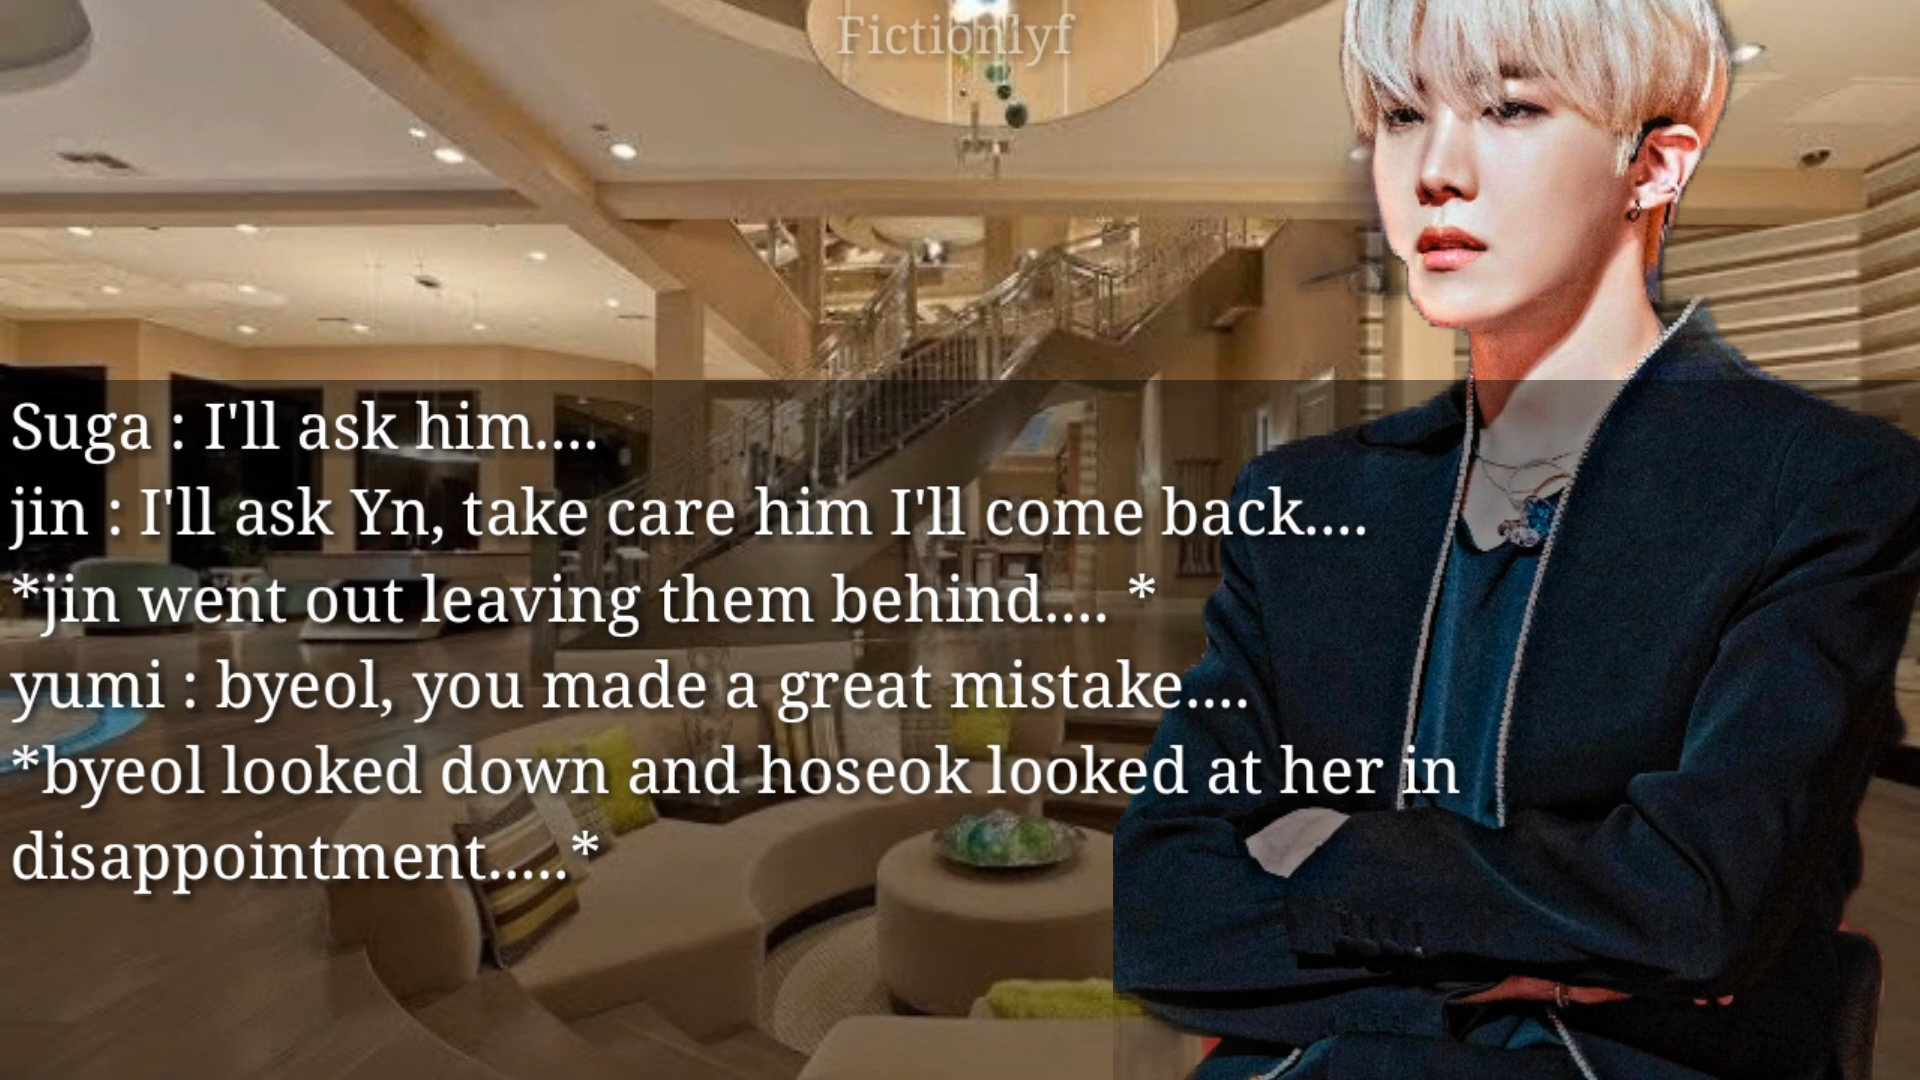 Fictionlyf
Suga : I'll ask him....
jin : I'll ask Yn, take care him I'll come back....
*jin went out leaving them behind.... *
yumi : byeol, you made a great mistake....
*byeol looked down and hoseok looked at her in
disappointment.....*